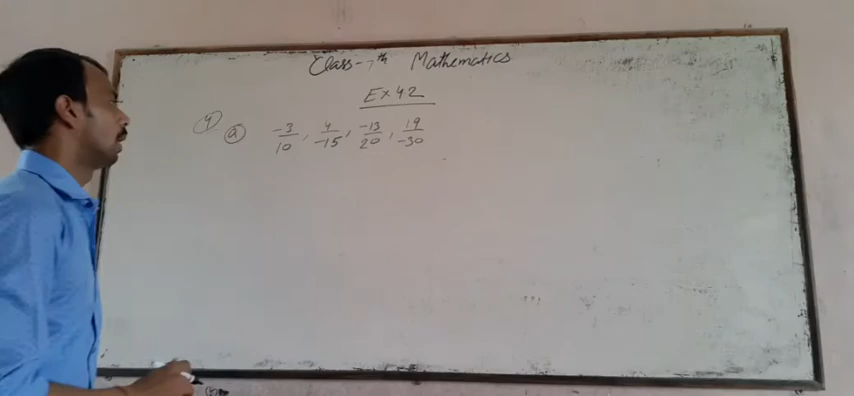 Class-7th Mathematics
Ex 4.2
4 a -3/10, 4/-15, -13/20, 19/-30